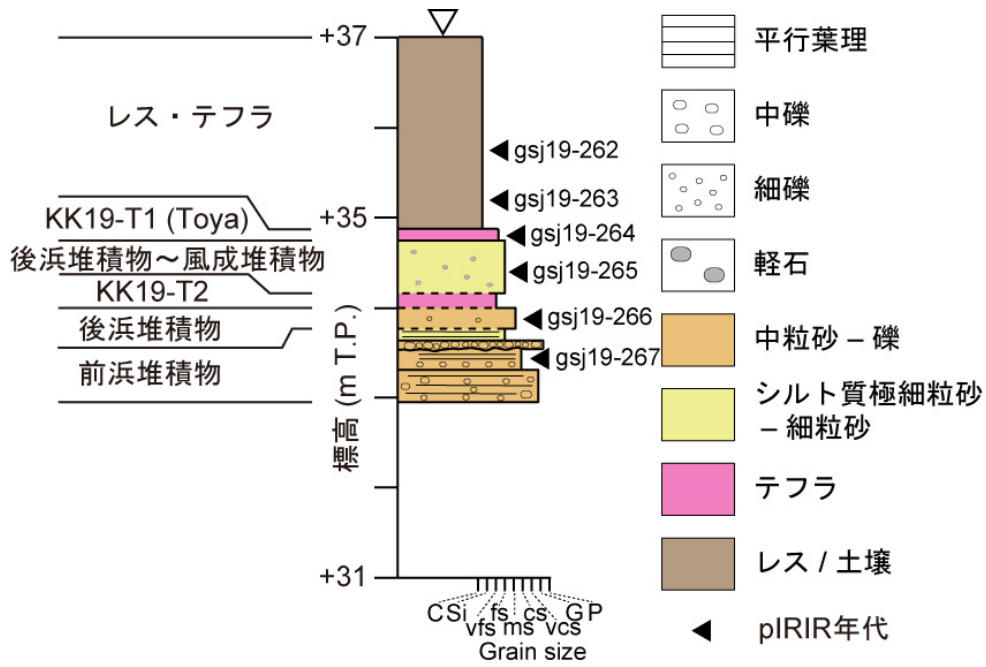 +37
レス・テフラ
gsj19-262
gsj19-263
KK19-T1 (Toya)
+35
gsj19-264
後浜堆積物～風成堆積物
gsj19-265
KK19-T2
後浜堆積物
gsj19-266
前浜堆積物
gsj19-267
標高 (m T.P.)
+31
CSi fs cs G P
vfs ms vcs
Grain size
平行葉理
中礫
細礫
軽石
中粒砂 – 礫
シルト質極細粒砂
– 細粒砂
テフラ
レス / 土壌
pIRIR年代